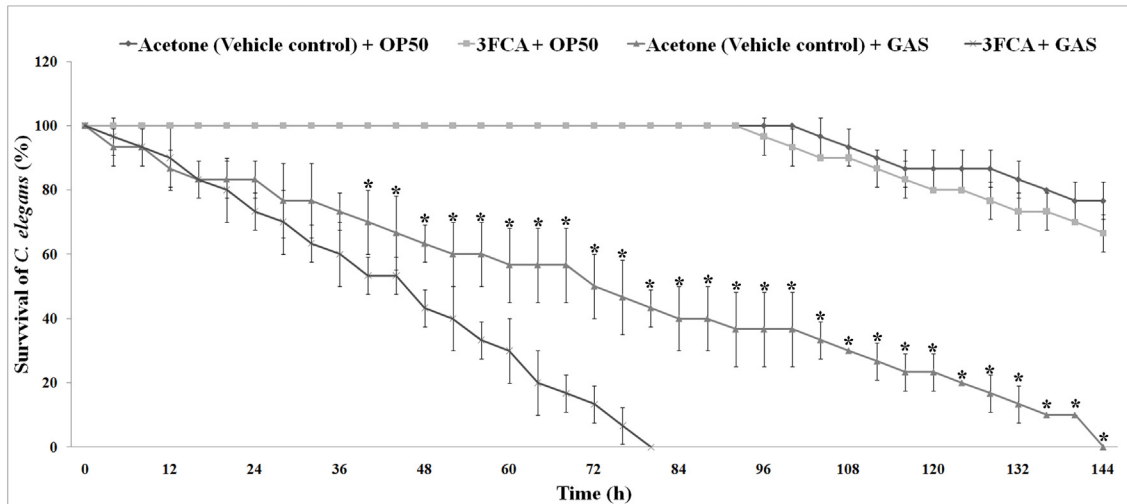 Acetone (Vehicle control) + OP50 3FCA + OP50 Acetone (Vehicle control) + GAS 3FCA + GAS
120
100
80
60
40
20
0
Survival of C. elegans (%)
* * * * * * * * * * * * * * * * * * * * * * * * * * *
0 12 24 36 48 60 72 84 96 108 120 132 144
Time (h)